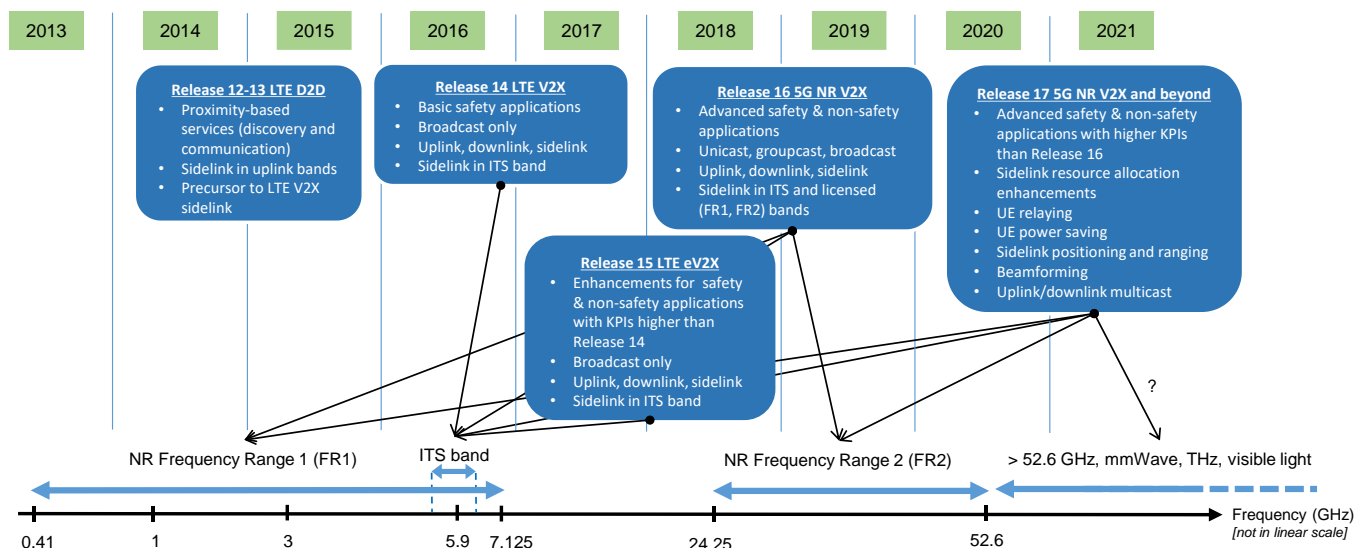 2013 2014 2015 2016 2017 2018 2019 2020 2021
Release 12-13 LTE D2D
• Proximity-based
services (discovery and
communication)
• Sidelink in uplink bands
• Precursor to LTE V2X
sidelink
Release 14 LTE V2X
• Basic safety applications
• Broadcast only
• Uplink, downlink, sidelink
• Sidelink in ITS band
Release 15 LTE eV2X
• Enhancements for safety
& non-safety applications
with KPIs higher than
Release 14
• Broadcast only
• Uplink, downlink, sidelink
• Sidelink in ITS band
Release 16 5G NR V2X
• Advanced safety & non-safety
applications
• Unicast, groupcast, broadcast
• Uplink, downlink, sidelink
• Sidelink in ITS and licensed
(FR1, FR2) bands
Release 17 5G NR V2X and beyond
• Advanced safety & non-safety
applications with higher KPIs
than Release 16
• Sidelink resource allocation
enhancements
• UE relaying
• UE power saving
• Sidelink positioning and ranging
• Beamforming
• Uplink/downlink multicast
?
NR Frequency Range 1 (FR1)
ITS band
NR Frequency Range 2 (FR2)
> 52.6 GHz, mmWave, THz, visible light
0.41 1 3 5.9 7.125 24.25 52.6
Frequency (GHz)
[not in linear scale]